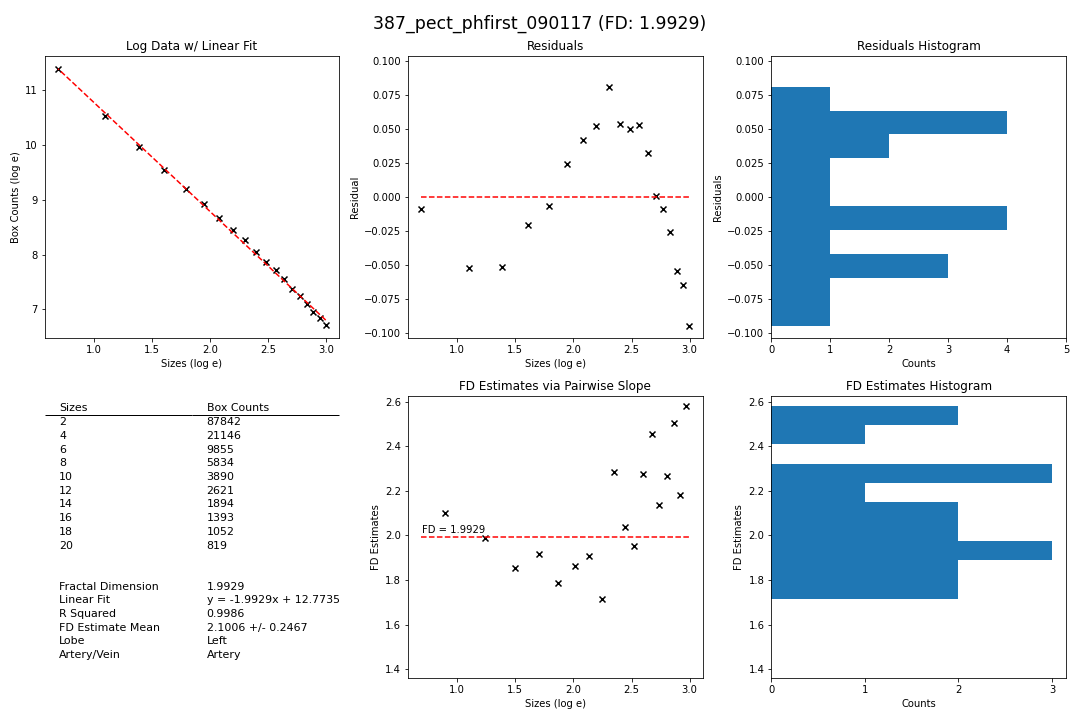 387_pect_phfirst_090117 (FD: 1.9929)
Log Data w/ Linear Fit
11
10
9
8
7
Box Counts (log e)
1.0 1.5 2.0 2.5 3.0
Sizes (log e)
Residuals
0.100
0.075
0.050
0.025
0.000
−0.025
−0.050
−0.075
−0.100
Residual
1.0 1.5 2.0 2.5 3.0
Sizes (log e)
Residuals Histogram
0.100
0.075
0.050
0.025
0.000
−0.025
−0.050
−0.075
−0.100
Residuals
0 1 2 3 4 5
Counts
Sizes Box Counts
2 87842
4 21146
6 9855
8 5834
10 3890
12 2621
14 1894
16 1393
18 1052
20 819
Fractal Dimension 1.9929
Linear Fit y = -1.9929x + 12.7735
R Squared 0.9986
FD Estimate Mean 2.1006 +/- 0.2467
Lobe Left
Artery/Vein Artery
FD Estimates via Pairwise Slope
2.6
2.4
2.2
2.0
1.8
1.6
1.4
FD Estimates
FD = 1.9929
1.0 1.5 2.0 2.5 3.0
Sizes (log e)
FD Estimates Histogram
2.6
2.4
2.2
2.0
1.8
1.6
1.4
FD Estimates
0 1 2 3
Counts